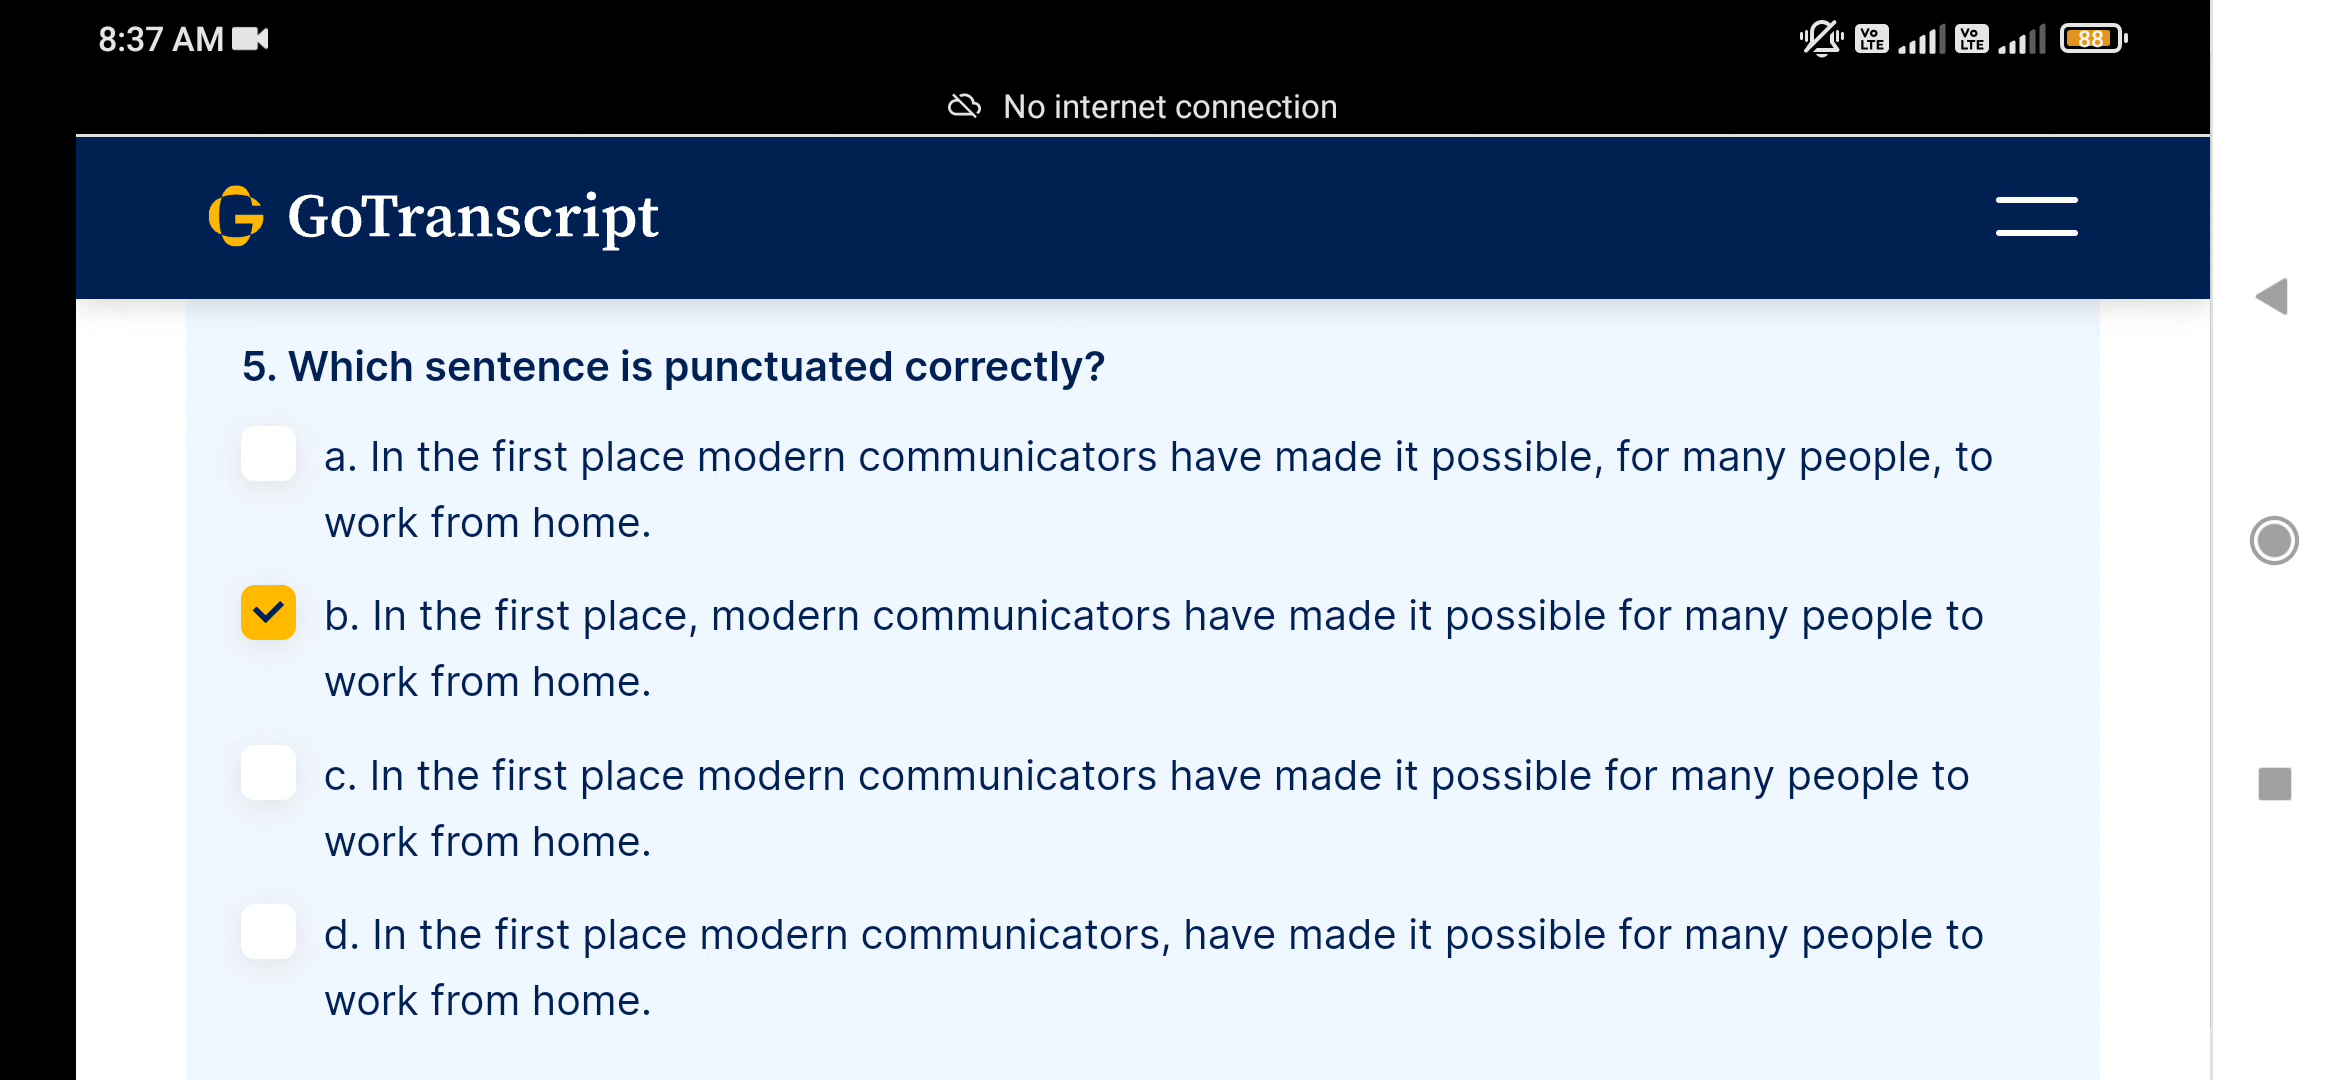 8:37 AM
Vo LTE Vo LTE 88
No internet connection
GoTranscript
5. Which sentence is punctuated correctly?
a. In the first place modern communicators have made it possible, for many people, to
work from home.
b. In the first place, modern communicators have made it possible for many people to
work from home.
c. In the first place modern communicators have made it possible for many people to
work from home.
d. In the first place modern communicators, have made it possible for many people to
work from home.